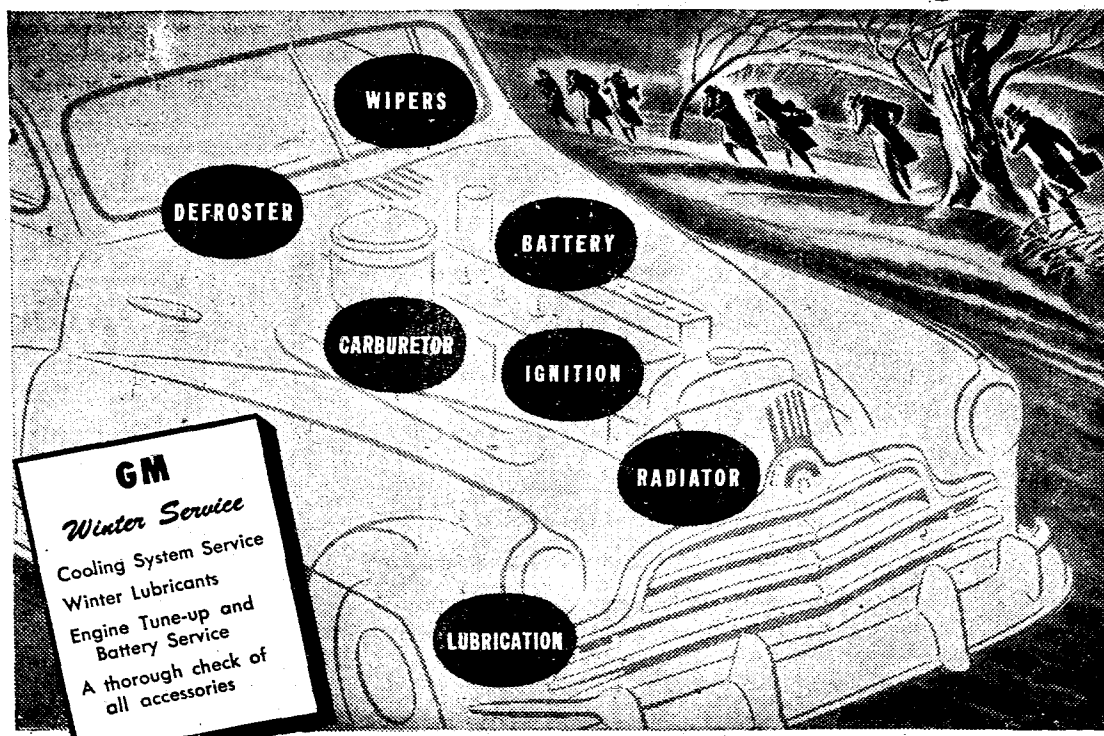 WIPERS
DEFROSTER
BATTERY
CARBURETOR
IGNITION
RADIATOR
LUBRICATION
GM
Winter Service
Cooling System Service
Winter Lubricants
Engine Tune-up and
Battery Service
A thorough check of
all accessories